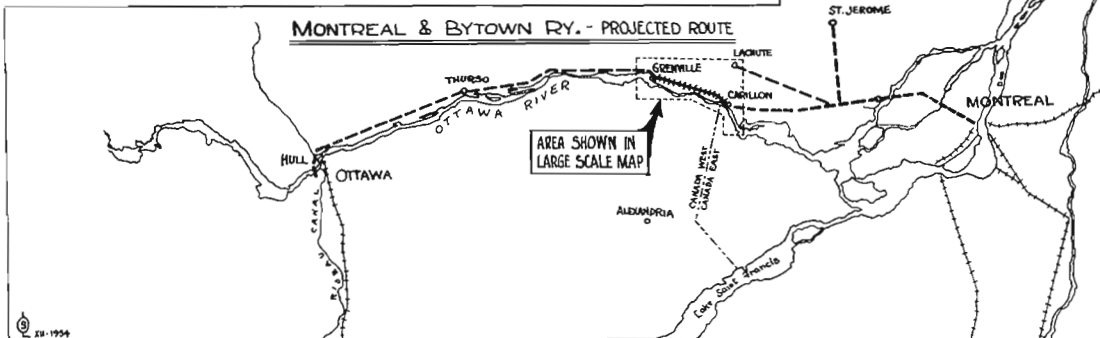 MONTREAL & BYTOWN RY. - PROJECTED ROUTE
ST. JEROME
LACHUTE
GRENVILLE
THURSO
CARILLON
MONTREAL
OTTAWA RIVER
AREA SHOWN IN
LARGE SCALE MAP
HULL
OTTAWA
CANADA WEST
CANADA EAST
ALEXANDRIA
RIDEAU CANAL
Lake Saint Francis
S
XII-1954